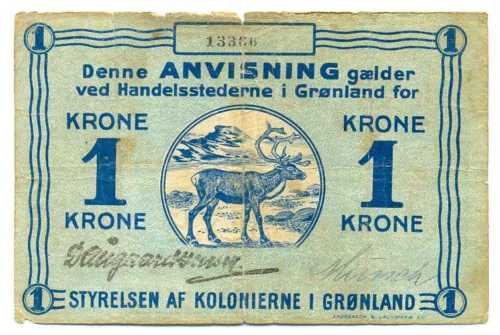 1 13366 1
Denne ANVISNING gælder
ved Handelsstederne i Grønland for
KRONE KRONE
1 1
KRONE KRONE
1 STYRELSEN AF KOLONIERNE I GRØNLAND 1